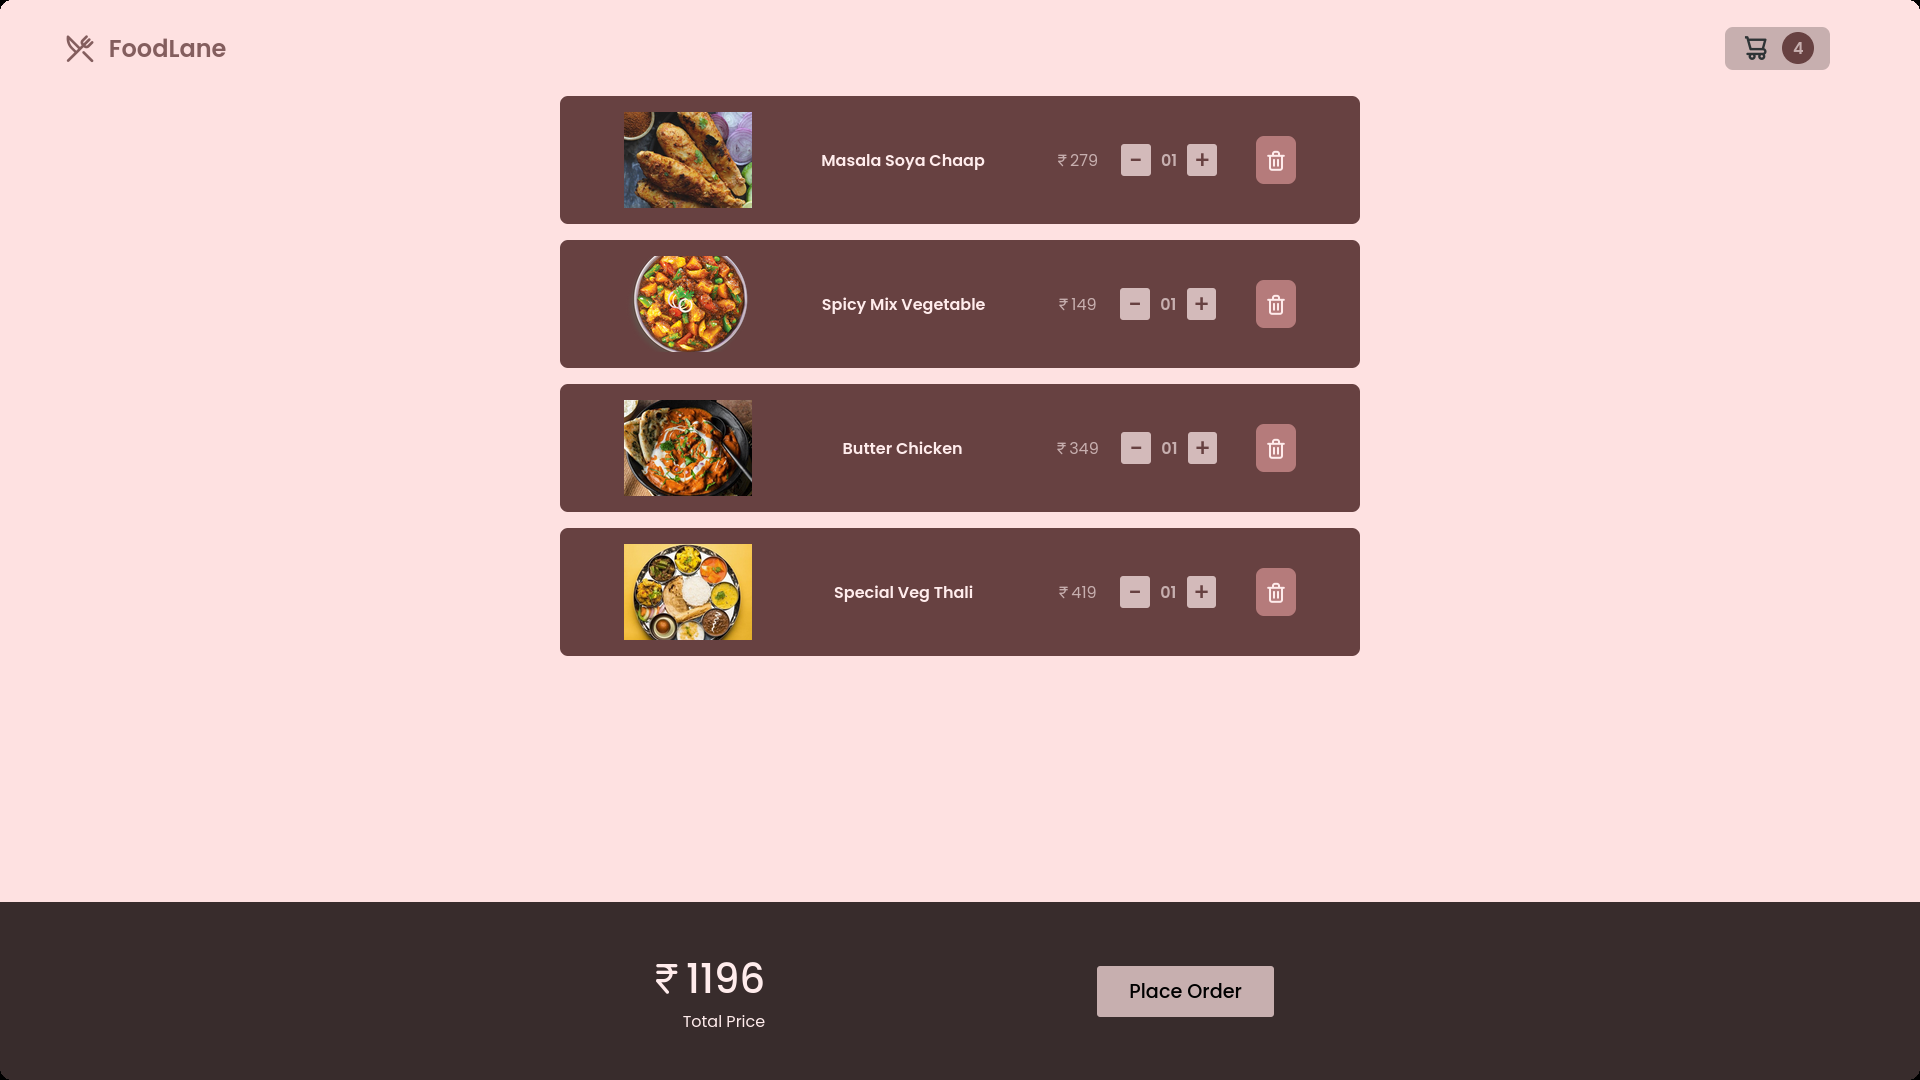 FoodLane
4
Masala Soya Chaap ₹ 279 - 01 +
Spicy Mix Vegetable ₹ 149 - 01 +
Butter Chicken ₹ 349 - 01 +
Special Veg Thali ₹ 419 - 01 +
₹ 1196
Total Price
Place Order